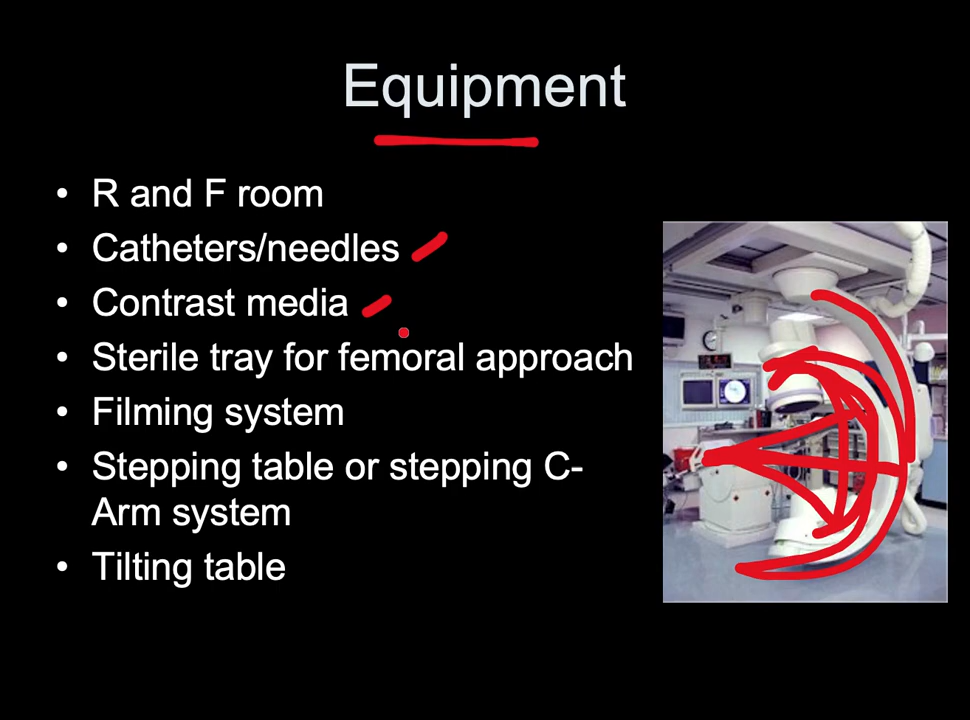 Equipment
• R and F room
• Catheters/needles
• Contrast media
• Sterile tray for femoral approach
• Filming system
• Stepping table or stepping C-
Arm system
• Tilting table